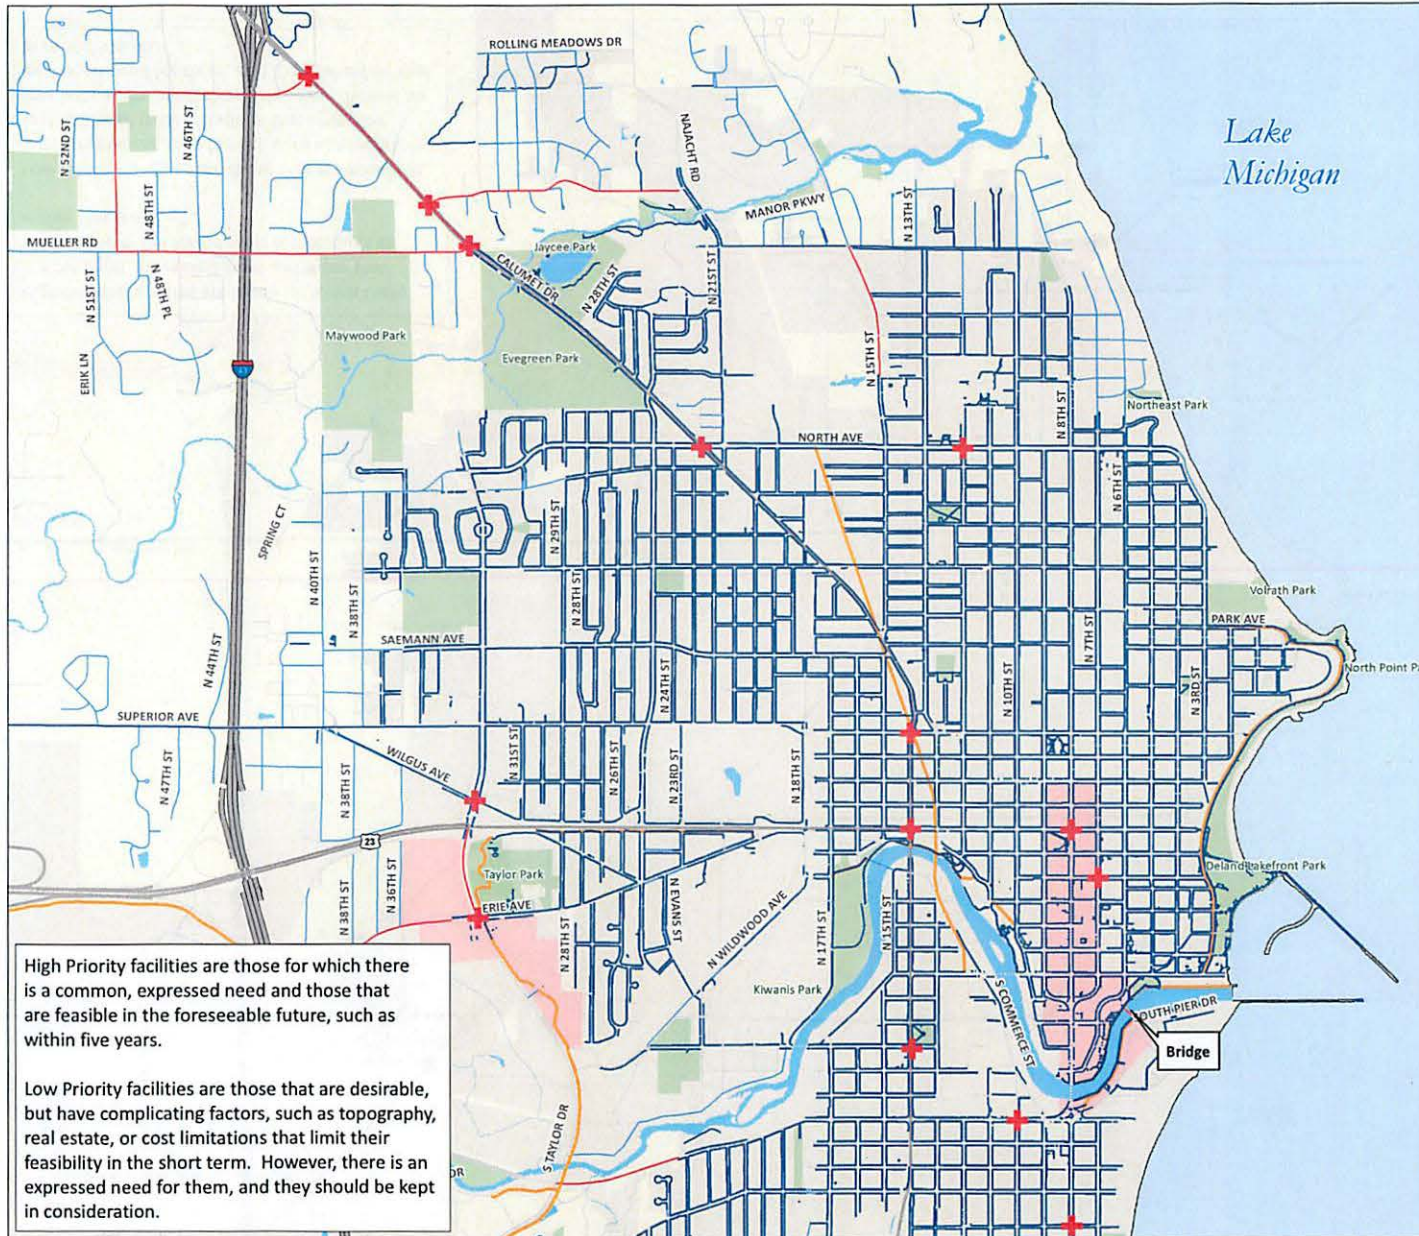 ROLLING MEADOWS DR
Lake
Michigan
N 52ND ST
N 46TH ST
NAJACHT RD
N 48TH ST
MANOR PKWY
N 13TH ST
MUELLER RD
Jaycee Park
CALUMET DR
N 28TH ST
N 21ST ST
N 51ST ST
N 48TH PL
Maywood Park
Evegreen Park
N 15TH ST
ERIK LN
43
Northeast Park
N 8TH ST
NORTH AVE
N 6TH ST
SPRING CT
N 29TH ST
N 40TH ST
N 38TH ST
N 28TH ST
Volrath Park
PARK AVE
SAEMANN AVE
N 7TH ST
N 44TH ST
N 24TH ST
N 10TH ST
N 3RD ST
North Point Pa
SUPERIOR AVE
WILGUS AVE
N 31ST ST
N 26TH ST
N 23RD ST
N 18TH ST
N 47TH ST
N 38TH ST
23
Taylor Park
Deland Lakefront Park
N 38TH ST
N 36TH ST
ERIE AVE
N 28TH ST
N EVANS ST
N WILDWOOD AVE
N 17TH ST
N 15TH ST
Kiwanis Park
S COMMERCE ST
OUTH PIER DR
Bridge
S TAYLOR DR
DR
High Priority facilities are those for which there
is a common, expressed need and those that
are feasible in the foreseeable future, such as
within five years.
Low Priority facilities are those that are desirable,
but have complicating factors, such as topography,
real estate, or cost limitations that limit their
feasibility in the short term.  However, there is an
expressed need for them, and they should be kept
in consideration.